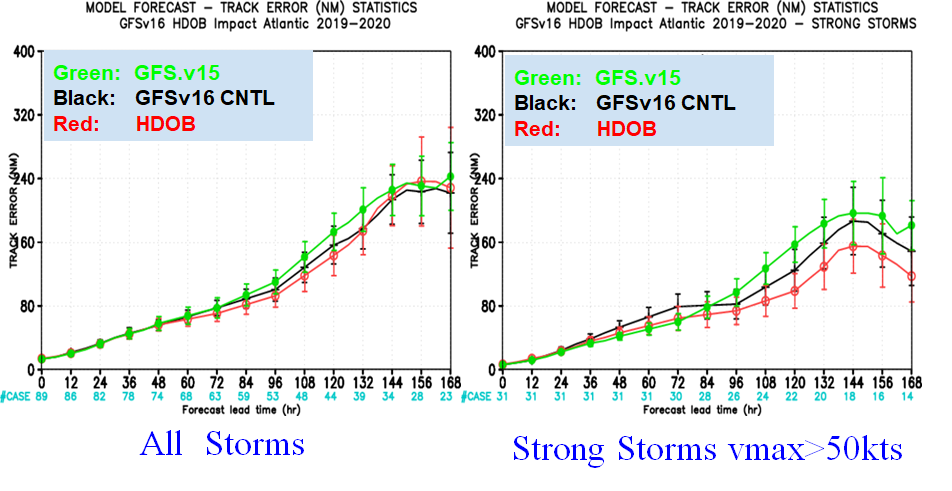 MODEL FORECAST – TRACK ERROR (NM) STATISTICS
GFSv16 HDOB Impact Atlantic 2019–2020
400
320
240
160
80
0
TRACK ERROR (NM)
Green: GFS.v15
Black: GFSv16 CNTL
Red: HDOB
0 12 24 36 48 60 72 84 96 108 120 132 144 156 168
#CASE 89 86 82 78 74 68 63 59 53 48 44 39 34 28 23
Forecast lead time (hr)
All Storms
MODEL FORECAST – TRACK ERROR (NM) STATISTICS
GFSv16 HDOB Impact Atlantic 2019–2020 – STRONG STORMS
400
320
240
160
80
0
TRACK ERROR (NM)
Green: GFS.v15
Black: GFSv16 CNTL
Red: HDOB
0 12 24 36 48 60 72 84 96 108 120 132 144 156 168
#CASE 31 31 31 31 31 31 30 28 26 24 22 20 18 16 14
Forecast lead time (hr)
Strong Storms vmax>50kts